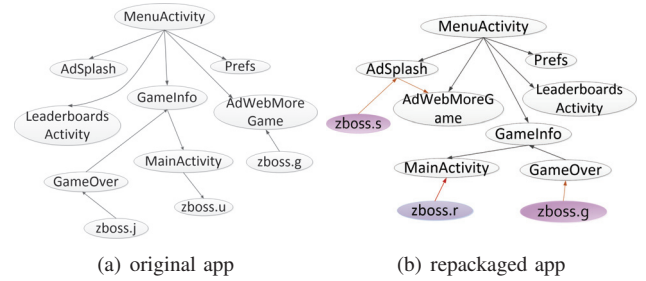 MenuActivity
AdSplash
Prefs
GameInfo
Leaderboards
Activity
AdWebMore
Game
MainActivity
zboss.g
GameOver
zboss.u
zboss.j
(a) original app
MenuActivity
Prefs
AdSplash
Leaderboards
Activity
AdWebMoreG
ame
zboss.s
GameInfo
MainActivity
GameOver
zboss.r
zboss.g
(b) repackaged app